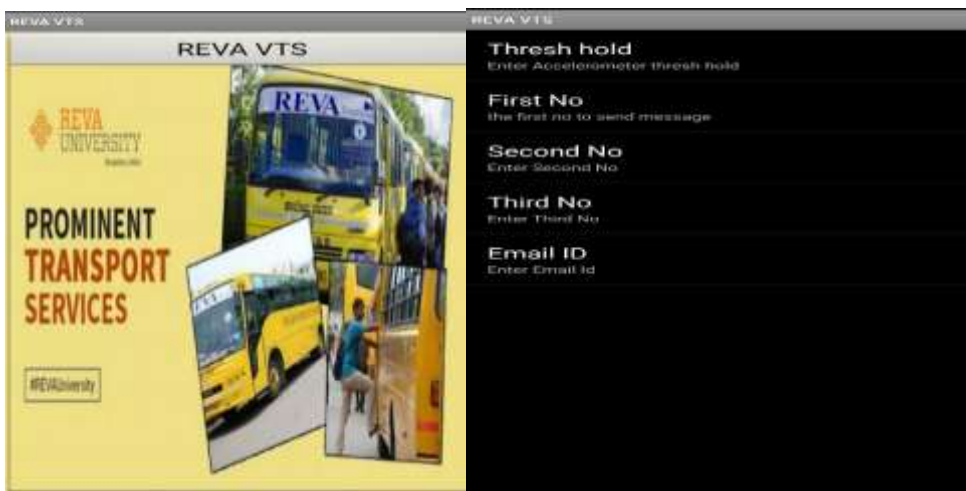 REVA VTS
REVA VTS
REVA
UNIVERSITY
PROMINENT
TRANSPORT
SERVICES
#REVAUniversity
REVA
REVA
REVA VTS
Thresh hold
Enter Accelerometer thresh hold
First No
the first no to send message
Second No
Enter Second No
Third No
Enter Third No
Email ID
Enter Email Id